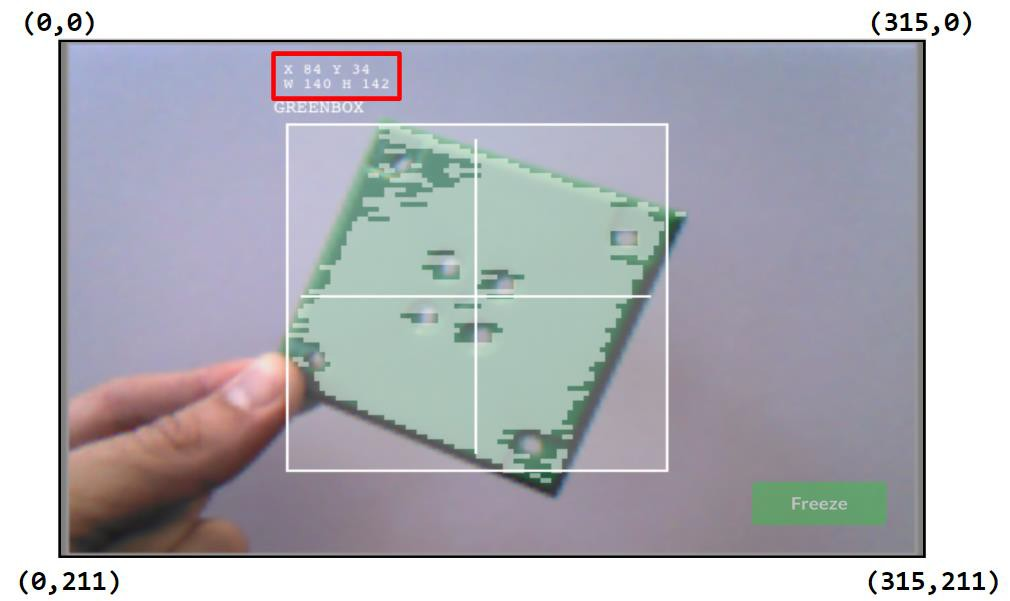 (0,0) (315,0)
X 84 Y 34
W 140 H 142
GREENBOX
Freeze
(0,211) (315,211)